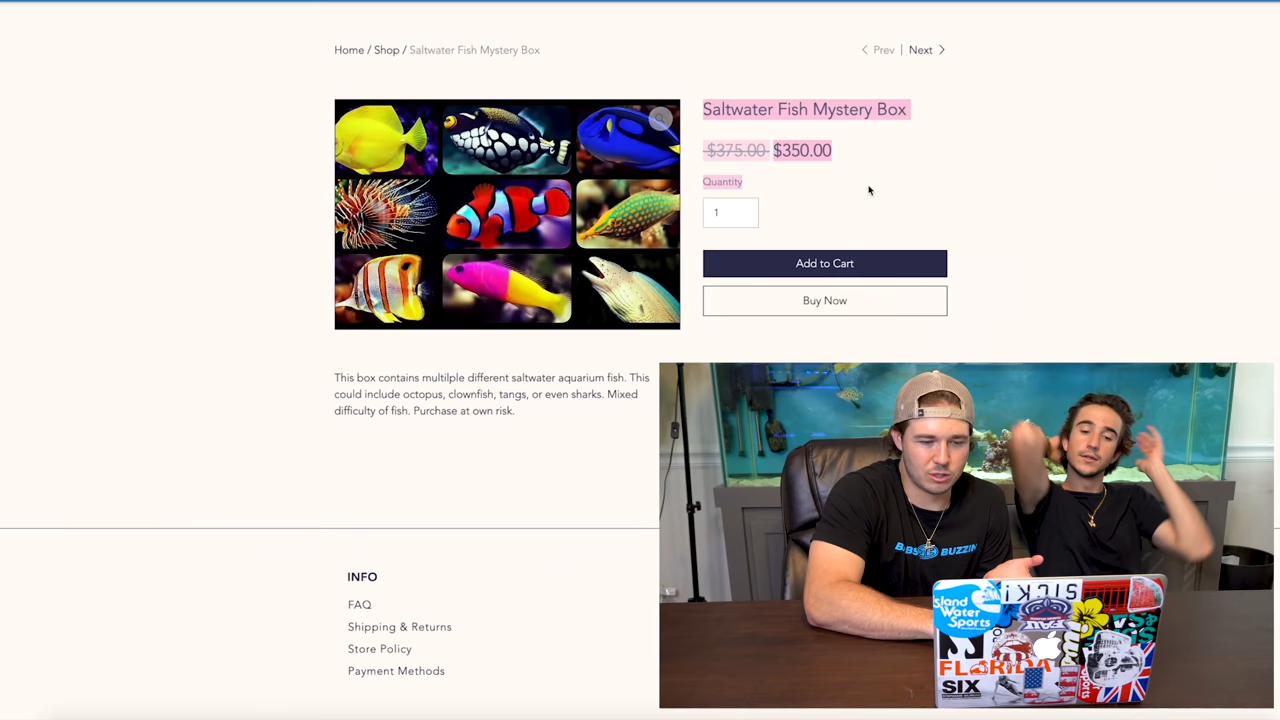 Home / Shop / Saltwater Fish Mystery Box
Prev | Next
Saltwater Fish Mystery Box
$375.00 $350.00
Quantity
1
Add to Cart
Buy Now
This box contains multilple different saltwater aquarium fish. This
could include octopus, clownfish, tangs, or even sharks. Mixed
difficulty of fish. Purchase at own risk.
INFO
FAQ
Shipping & Returns
Store Policy
Payment Methods
BUZZIN
Island
Water
Sports
SICK!
FLORIDA
SIX